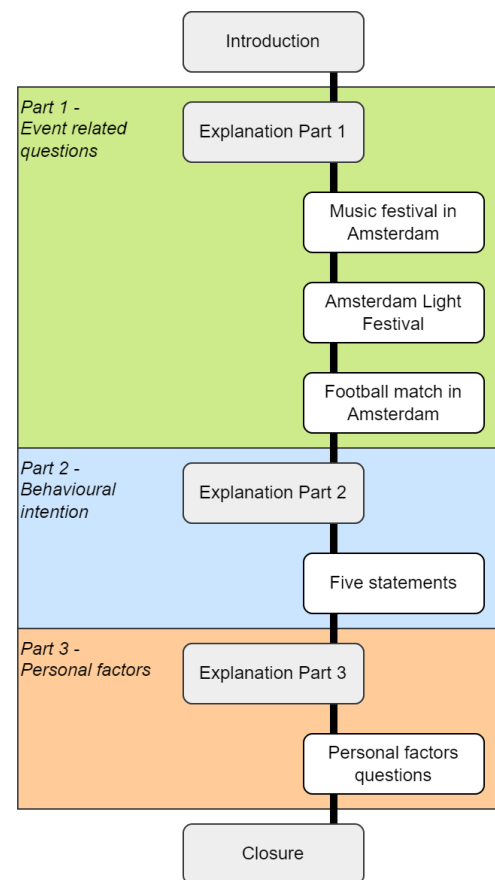 Introduction
Part 1 -
Event related
questions
Explanation Part 1
Music festival in
Amsterdam
Amsterdam Light
Festival
Football match in
Amsterdam
Part 2 -
Behavioural
intention
Explanation Part 2
Five statements
Part 3 -
Personal factors
Explanation Part 3
Personal factors
questions
Closure